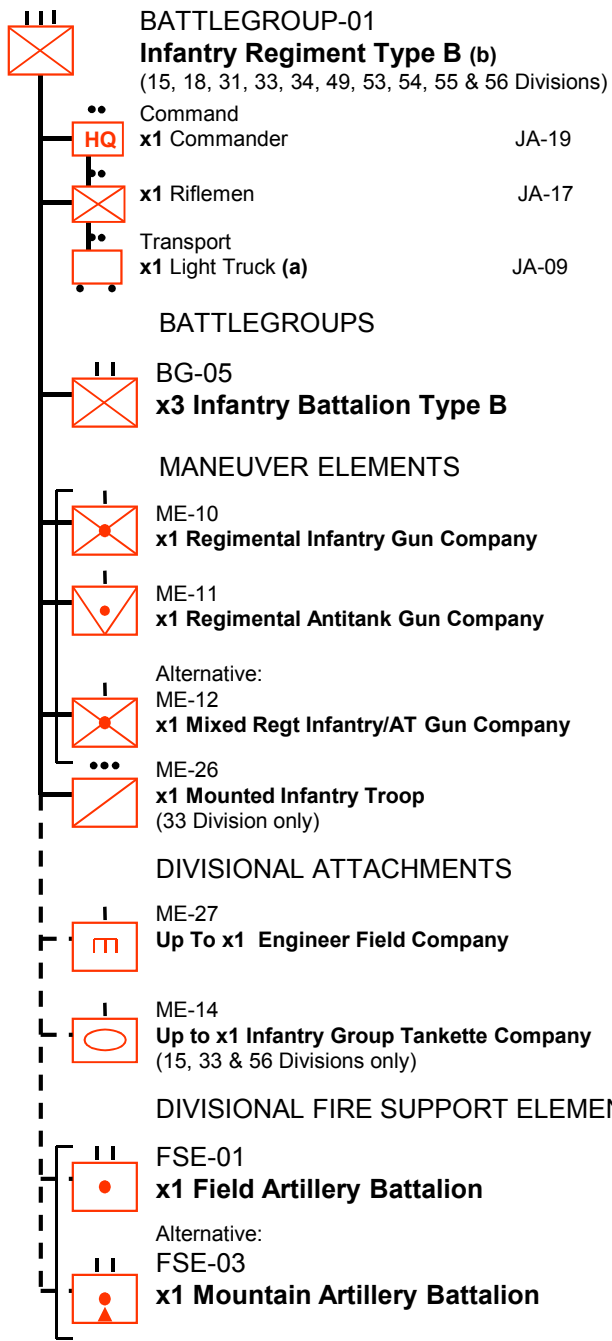 BATTLEGROUP-01
Infantry Regiment Type B (b)
(15, 18, 31, 33, 34, 49, 53, 54, 55 & 56 Divisions)
Command
HQ x1 Commander JA-19
x1 Riflemen JA-17
Transport
x1 Light Truck (a) JA-09
BATTLEGROUPS
BG-05
x3 Infantry Battalion Type B
MANEUVER ELEMENTS
ME-10
x1 Regimental Infantry Gun Company
ME-11
x1 Regimental Antitank Gun Company
Alternative:
ME-12
x1 Mixed Regt Infantry/AT Gun Company
ME-26
x1 Mounted Infantry Troop
(33 Division only)
DIVISIONAL ATTACHMENTS
ME-27
Up To x1 Engineer Field Company
ME-14
Up to x1 Infantry Group Tankette Company
(15, 33 & 56 Divisions only)
DIVISIONAL FIRE SUPPORT ELEMEN
FSE-01
x1 Field Artillery Battalion
Alternative:
FSE-03
x1 Mountain Artillery Battalion